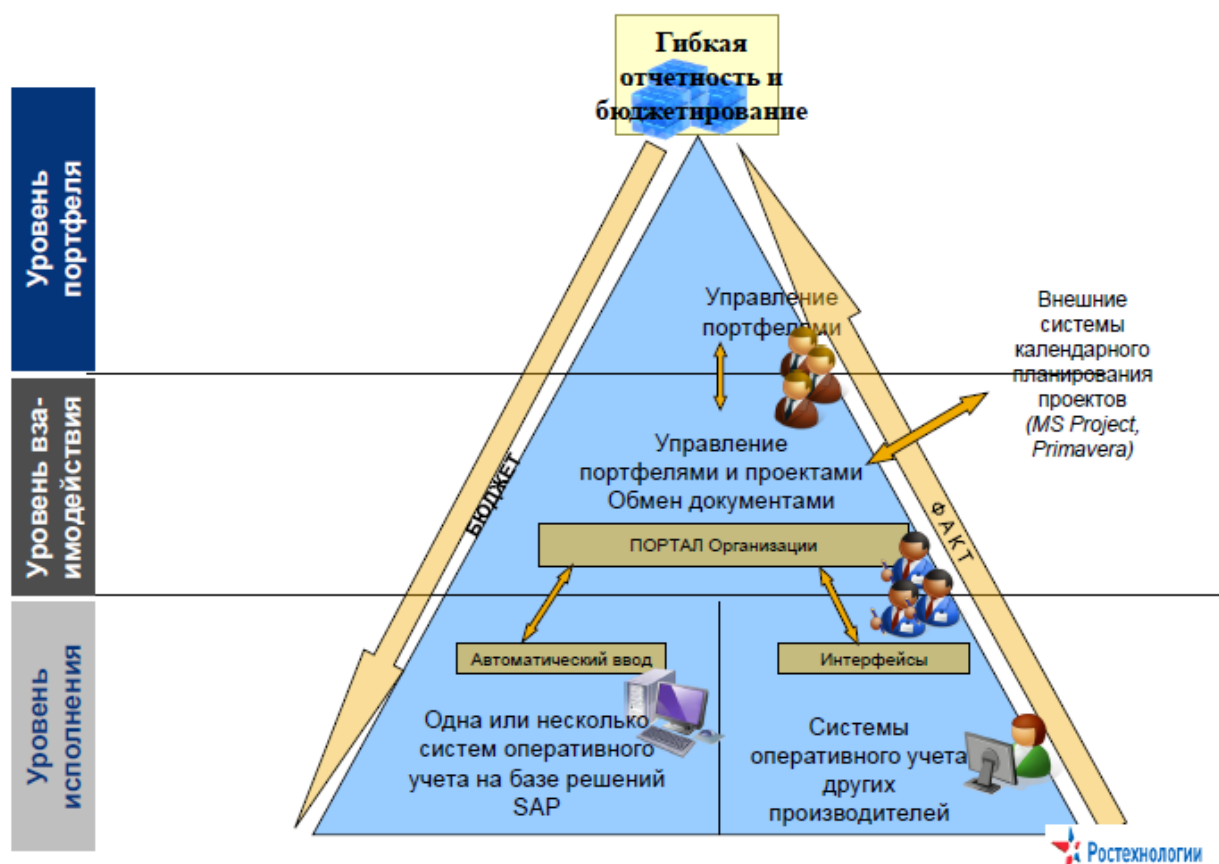 Гибкая
отчетность и
бюджетирование
Уровень
портфеля
Управление
портфелями
Внешние
системы
календарного
планирования
проектов
(MS Project,
Primavera)
Уровень вза-
имодействия
Управление
портфелями и проектами
Обмен документами
БЮДЖЕТ
ФАКТ
ПОРТАЛ Организации
Уровень
исполнения
Автоматический ввод
Интерфейсы
Одна или несколько
систем оперативного
учета на базе решений
SAP
Системы
оперативного учета
других
производителей
Ростехнологии